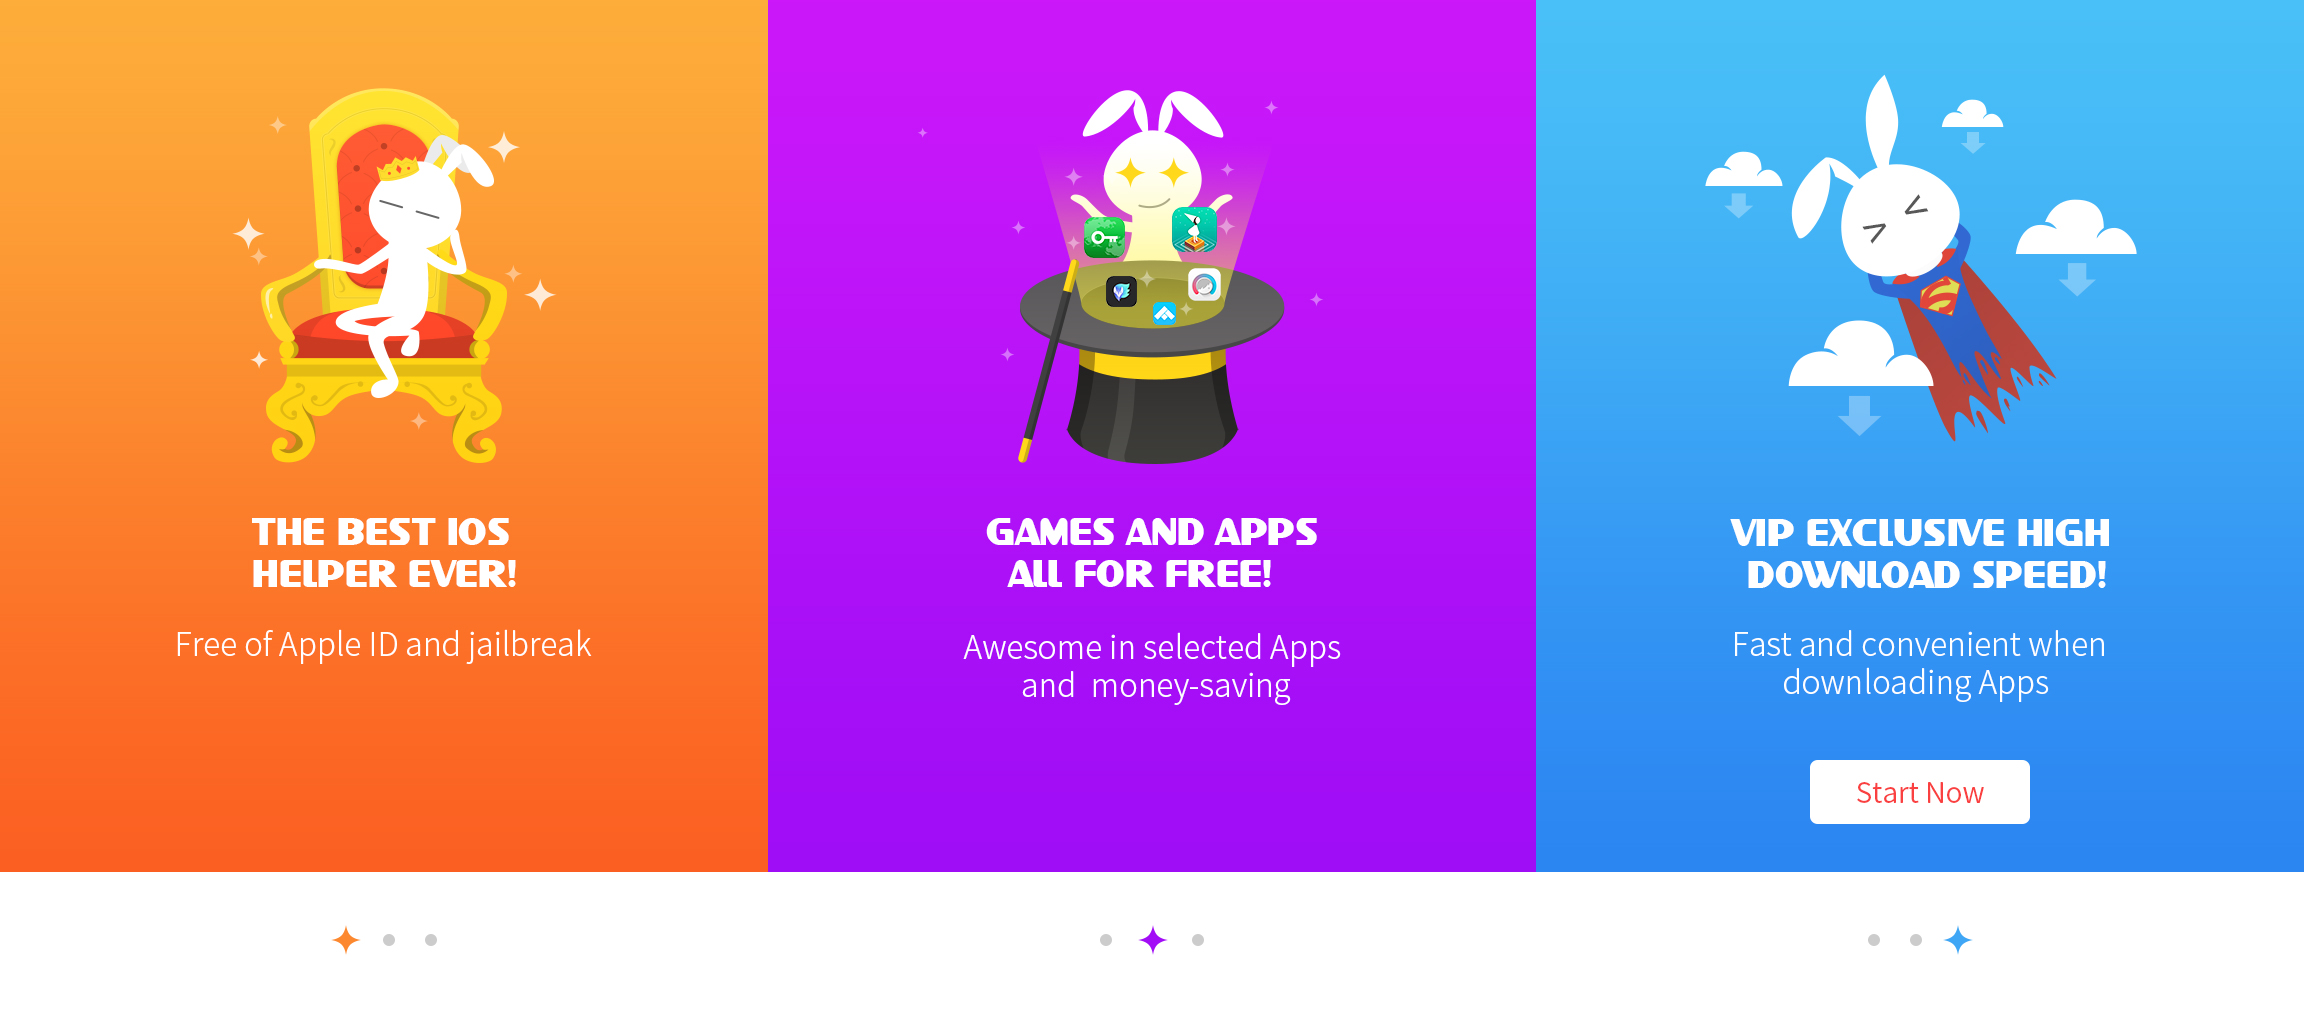 THE BEST IOS
HELPER EVER!
Free of Apple ID and jailbreak
GAMES AND APPS
ALL FOR FREE!
Awesome in selected Apps
and money-saving
VIP EXCLUSIVE HIGH
DOWNLOAD SPEED!
Fast and convenient when
downloading Apps
Start Now